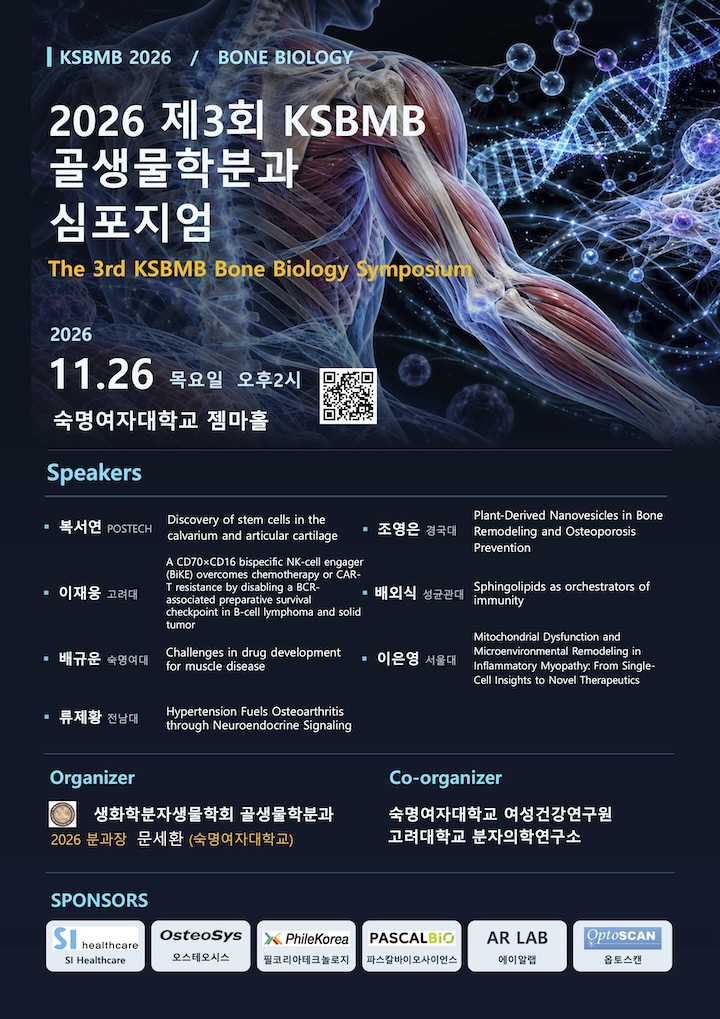 KSBMB 2026 / BONE BIOLOGY
2026 제3회 KSBMB
골생물학분과
심포지엄
The 3rd KSBMB Bone Biology Symposium
2026
11.26 목요일 오후2시
숙명여자대학교 젬마홀
Speakers
복서연 POSTECH
Discovery of stem cells in the
calvarium and articular cartilage
조영은 경국대
Plant-Derived Nanovesicles in Bone
Remodeling and Osteoporosis
Prevention
이재웅 고려대
A CD70×CD16 bispecific NK-cell engager
(BiKE) overcomes chemotherapy or CAR-
T resistance by disabling a BCR-
associated preparative survival
checkpoint in B-cell lymphoma and solid
tumor
배외식 성균관대
Sphingolipids as orchestrators of
immunity
배규운 숙명여대
Challenges in drug development
for muscle disease
이은영 서울대
Mitochondrial Dysfunction and
Microenvironmental Remodeling in
Inflammatory Myopathy: From Single-
Cell Insights to Novel Therapeutics
류제황 전남대
Hypertension Fuels Osteoarthritis
through Neuroendocrine Signaling
Organizer
생화학분자생물학회 골생물학분과
2026 분과장 문세환 (숙명여자대학교)
Co-organizer
숙명여자대학교 여성건강연구원
고려대학교 분자의학연구소
SPONSORS
SI healthcare
SI Healthcare
OsteoSys
오스테오시스
PhileKorea
필코리아테크놀로지
PASCALBiO
파스칼바이오사이언스
AR LAB
에이알랩
OptoSCAN
옵토스캔